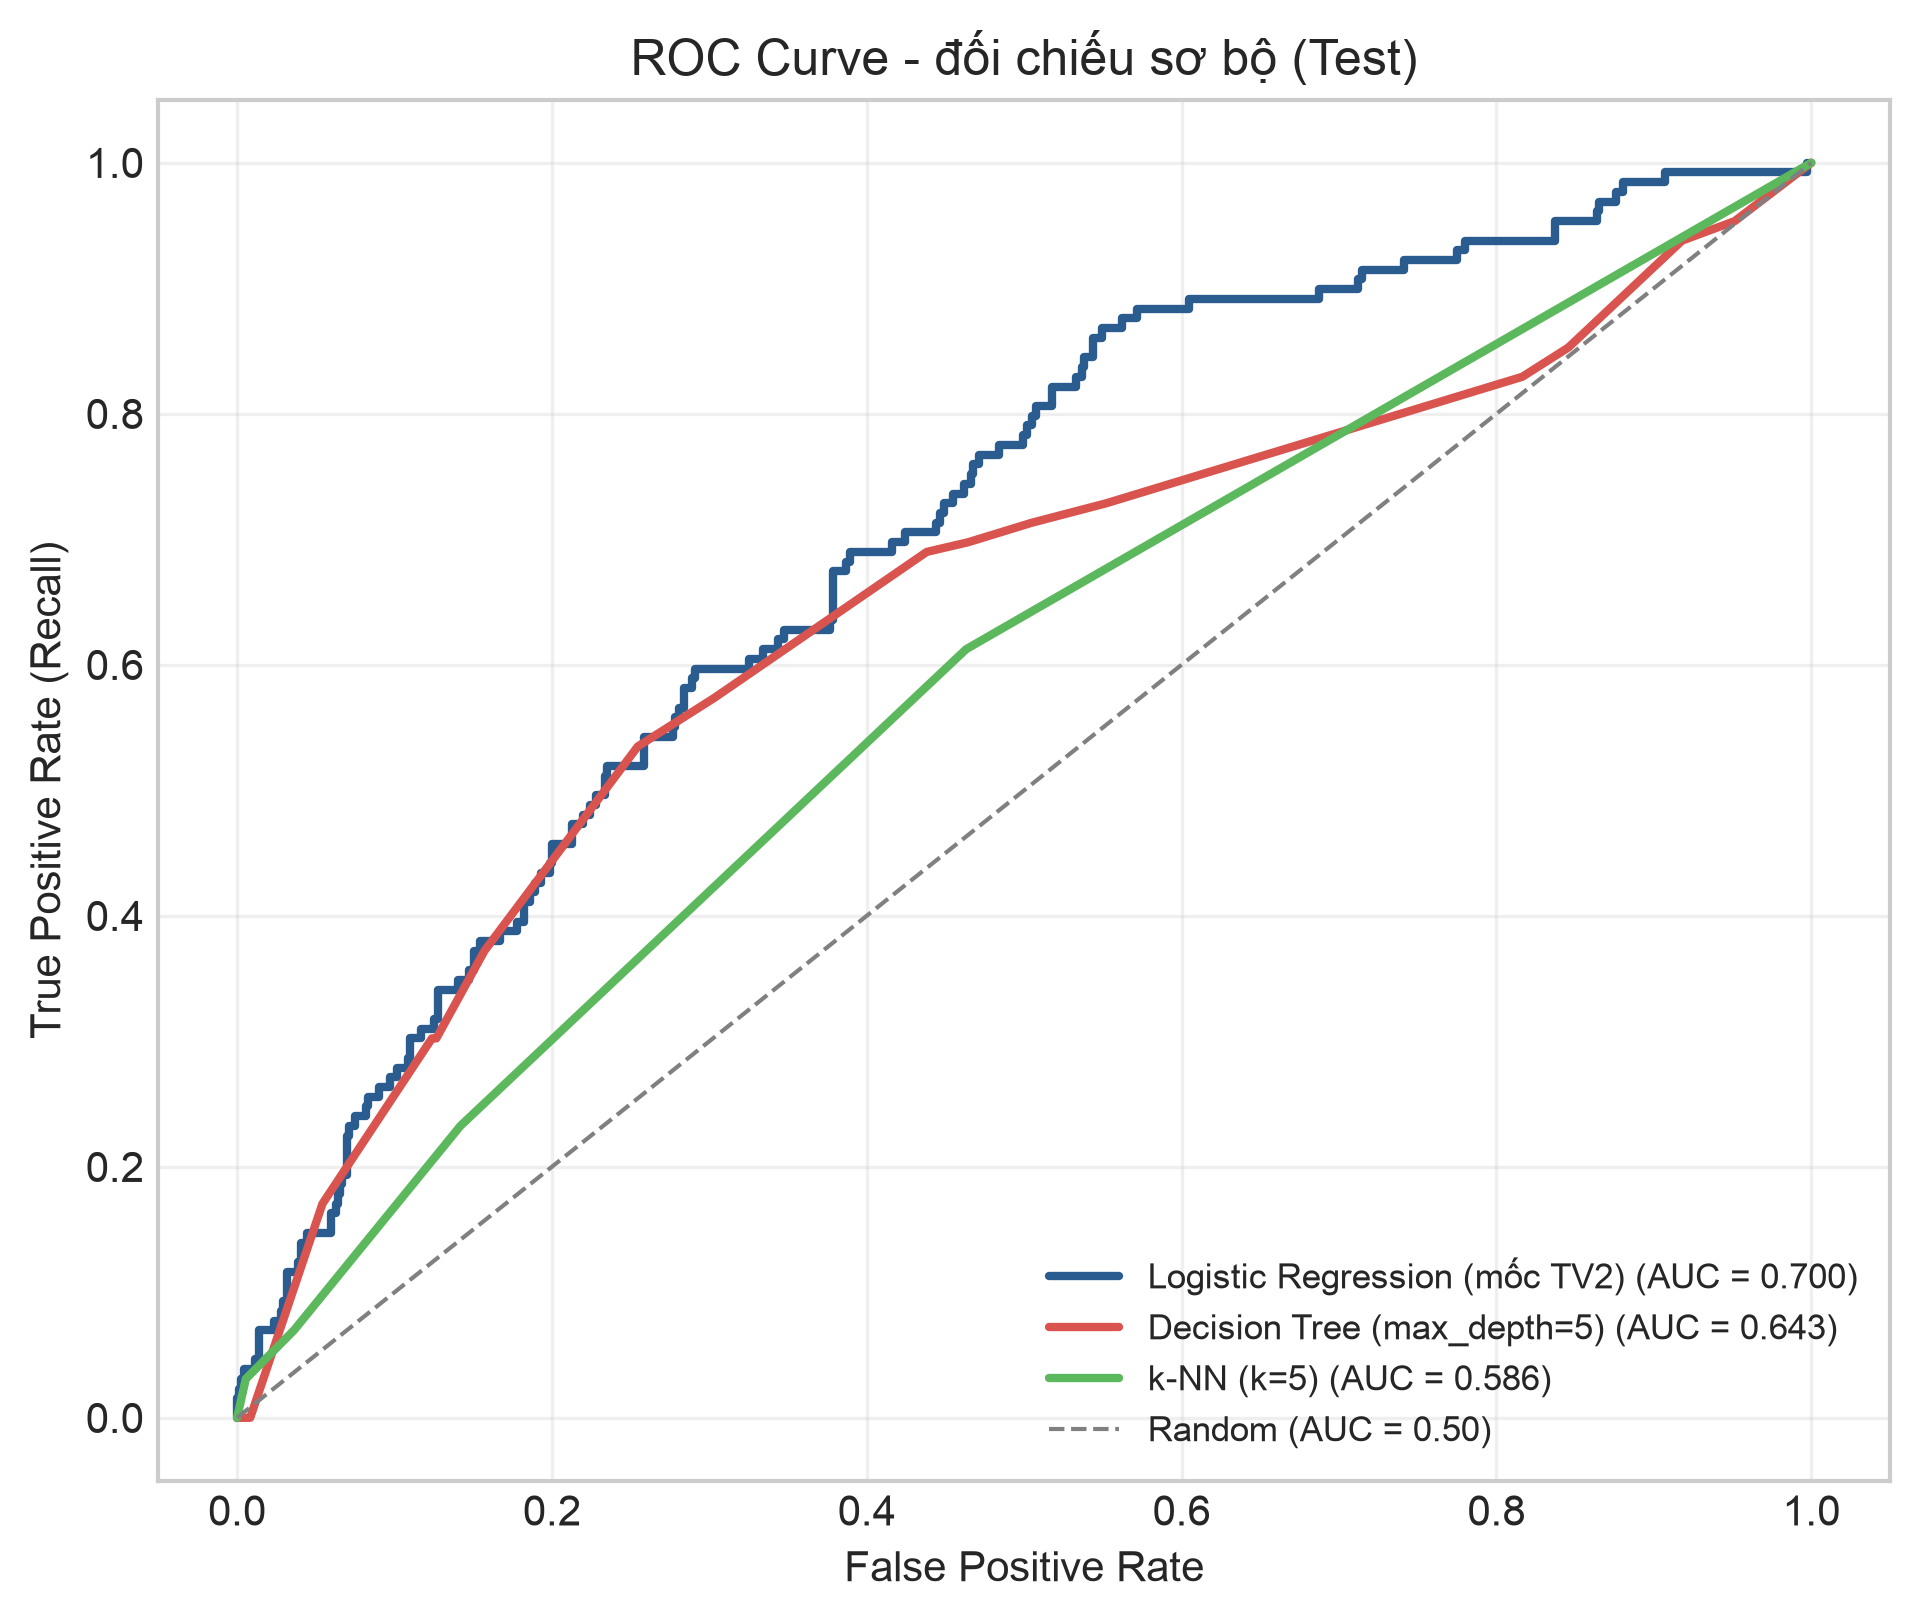 ROC Curve - đối chiếu sơ bộ (Test)
True Positive Rate (Recall)
1.0
0.8
0.6
0.4
0.2
0.0
Logistic Regression (mốc TV2) (AUC = 0.700)
Decision Tree (max_depth=5) (AUC = 0.643)
k-NN (k=5) (AUC = 0.586)
Random (AUC = 0.50)
0.0 0.2 0.4 0.6 0.8 1.0
False Positive Rate